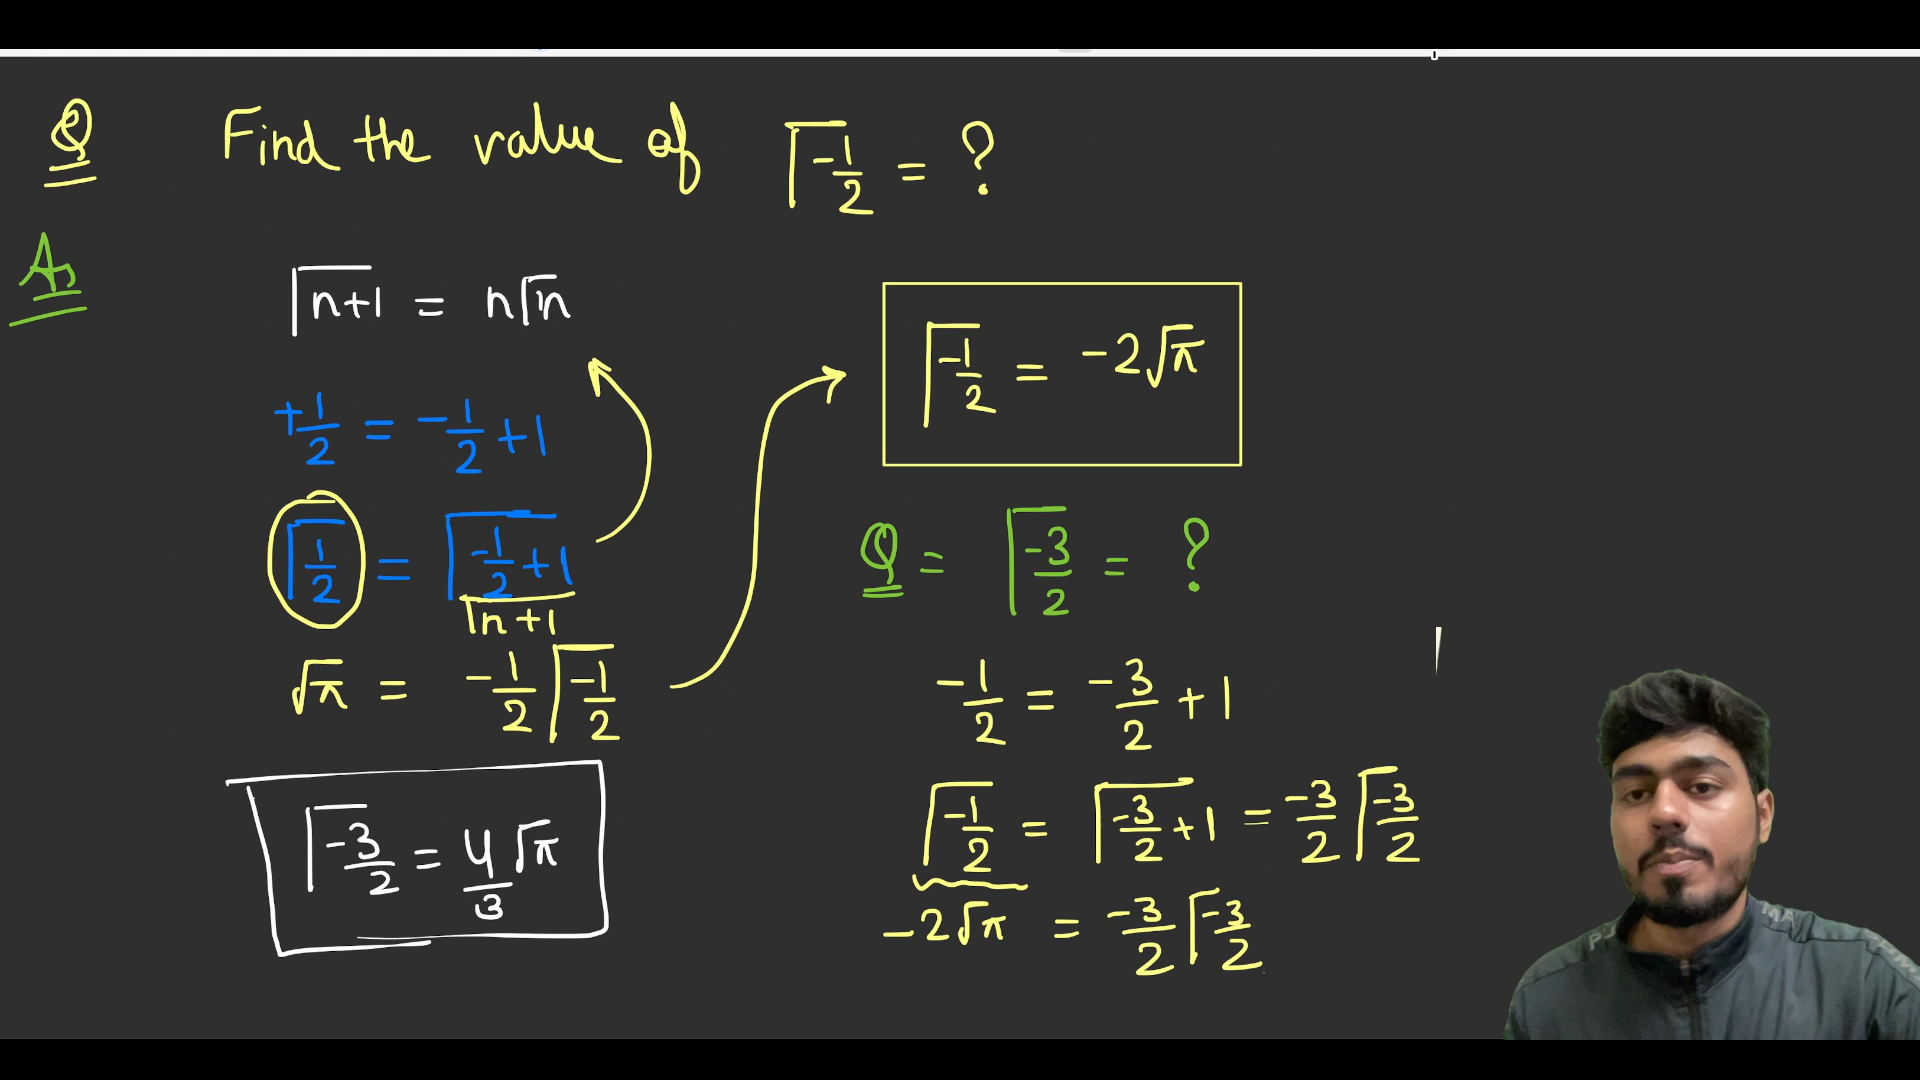 Q Find the value of Γ-1/2 = ?
As
Γn+1 = nΓn
+1/2 = -1/2 + 1
Γ1/2 = Γ-1/2 + 1
Γn+1
√π = -1/2 Γ-1/2
Γ-3/2 = 4/3 √π
Γ-1/2 = -2√π
Q = Γ-3/2 = ?
-1/2 = -3/2 + 1
Γ-1/2 = Γ-3/2 + 1 = -3/2 Γ-3/2
-2√π = -3/2 Γ-3/2